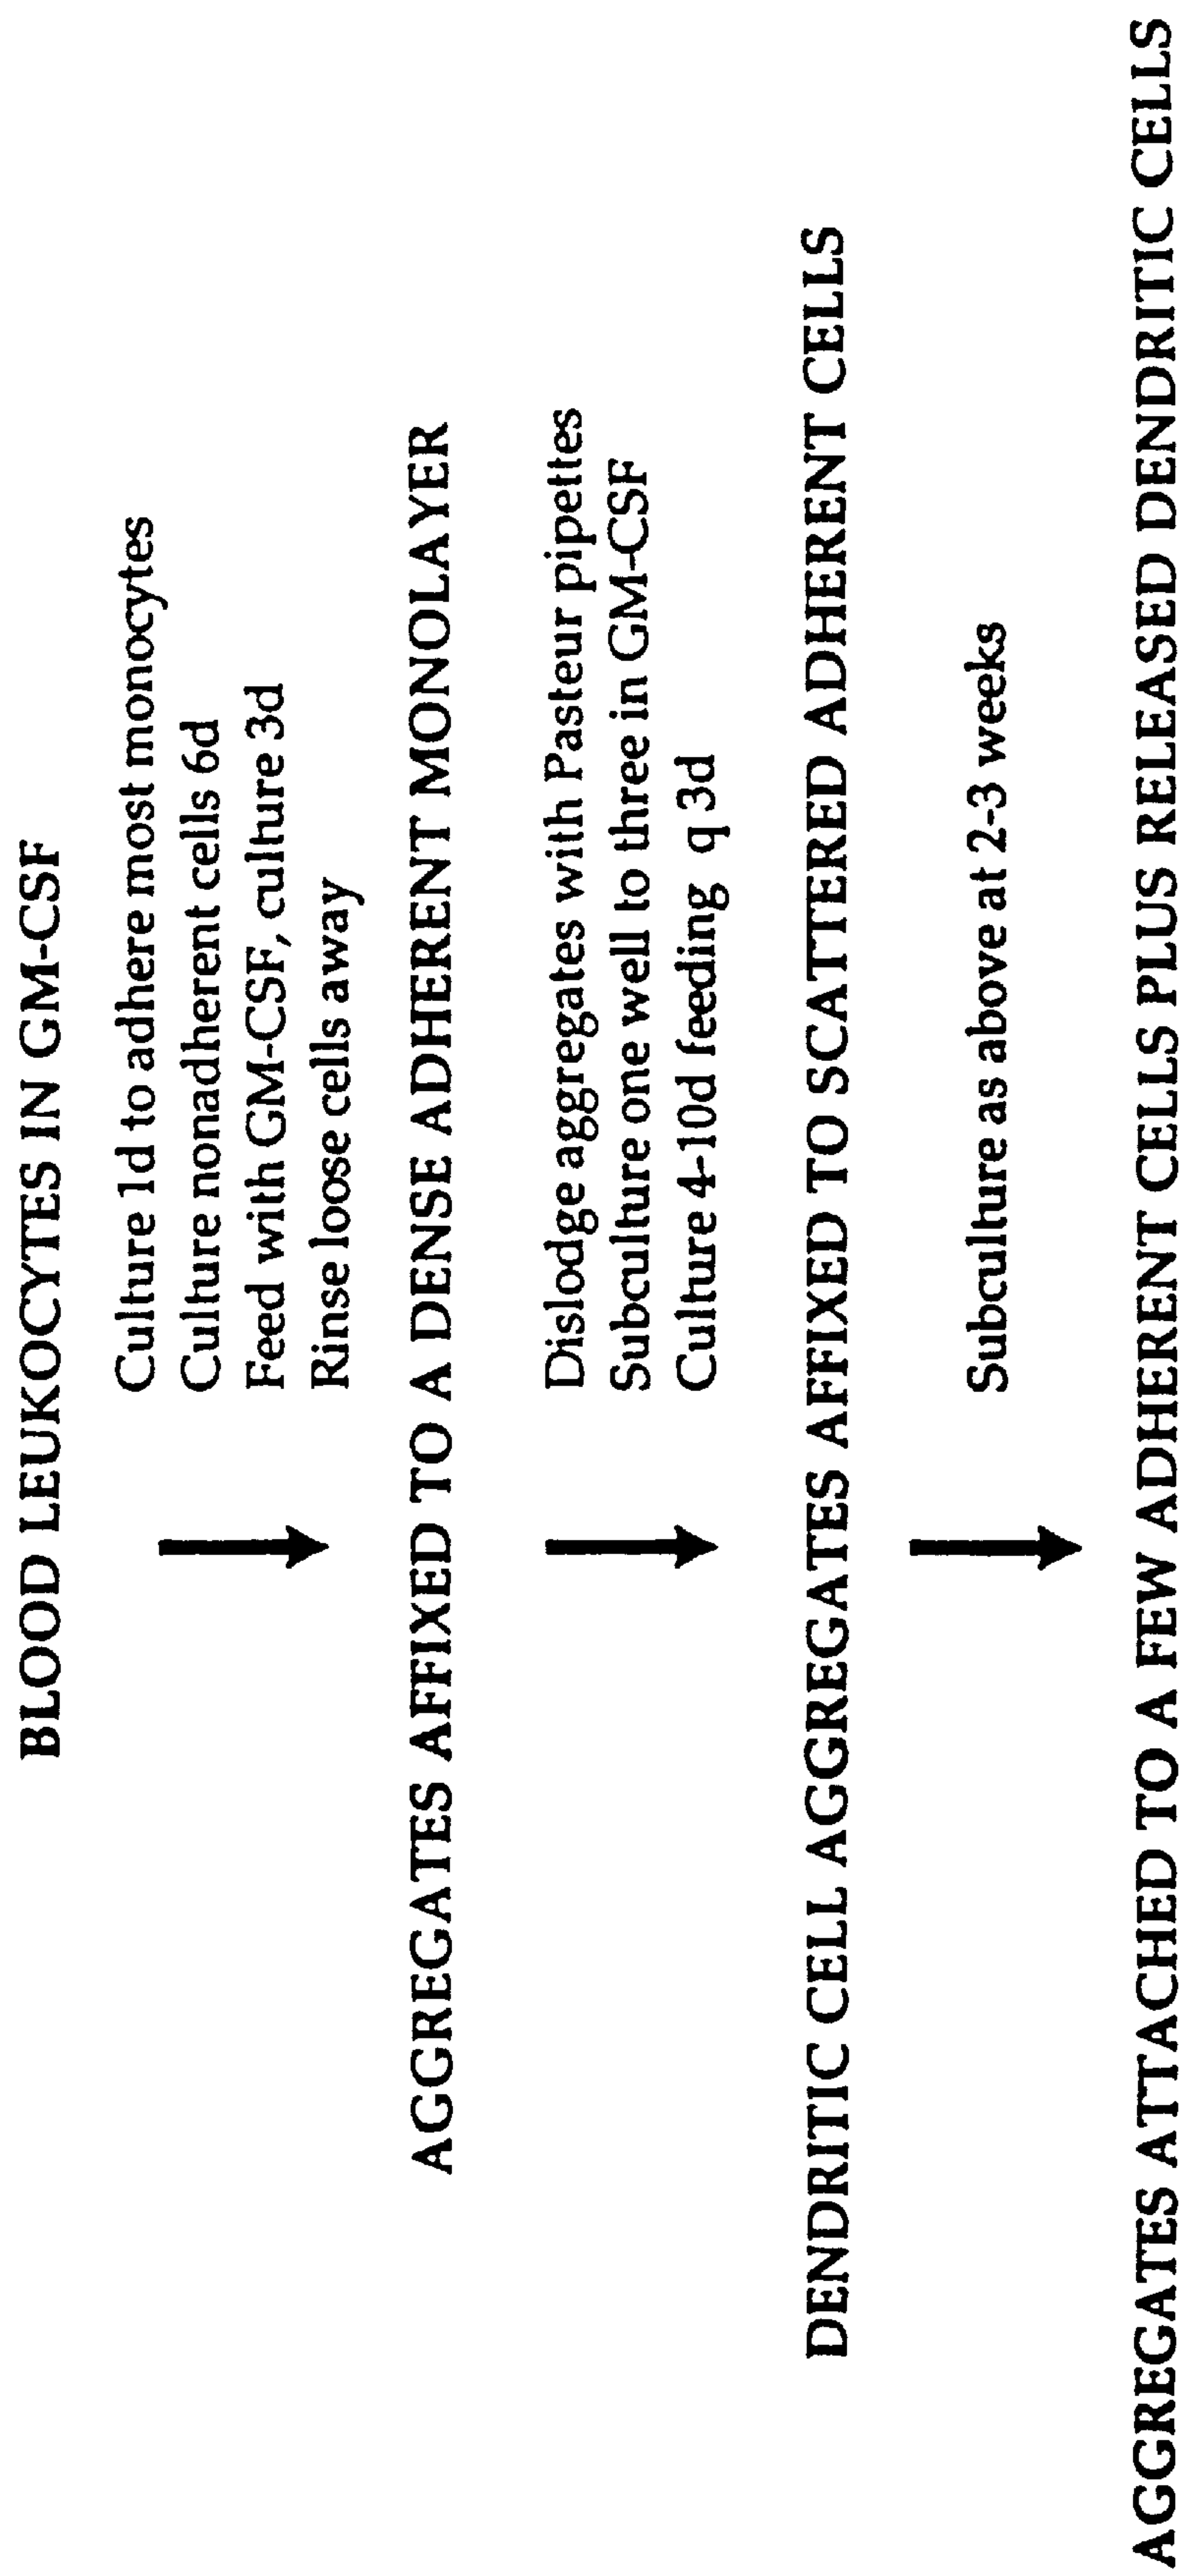 BLOOD LEUKOCYTES IN GM-CSF
Culture 1d to adhere most monocytes
Culture nonadherent cells 6d
Feed with GM-CSF, culture 3d
Rinse loose cells away
AGGREGATES AFFIXED TO A DENSE ADHERENT MONOLAYER
Dislodge aggregates with Pasteur pipettes
Subculture one well to three in GM-CSF
Culture 4-10d feeding q 3d
DENDRITIC CELL AGGREGATES AFFIXED TO SCATTERED ADHERENT CELLS
Subculture as above at 2-3 weeks
AGGREGATES ATTACHED TO A FEW ADHERENT CELLS PLUS RELEASED DENDRITIC CELLS